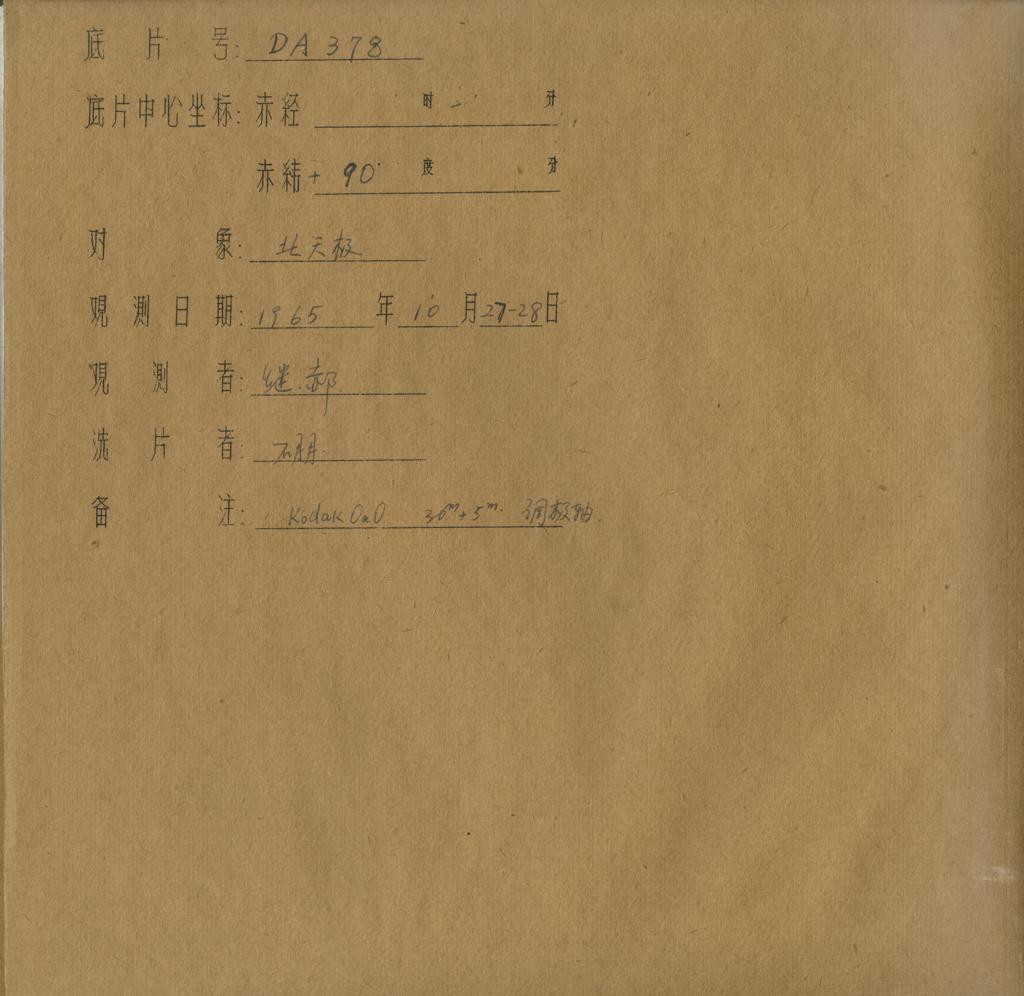 底片号: DA 378
底片中心坐标: 赤经 时 分
赤纬 + 90° 度 分
对象: 北天极
观测日期: 1965 年 10 月 27-28 日
观测者: 继.郝
洗片者:
备注: Kodak OaO 30ᵐ+5ᵐ. 调极轴.